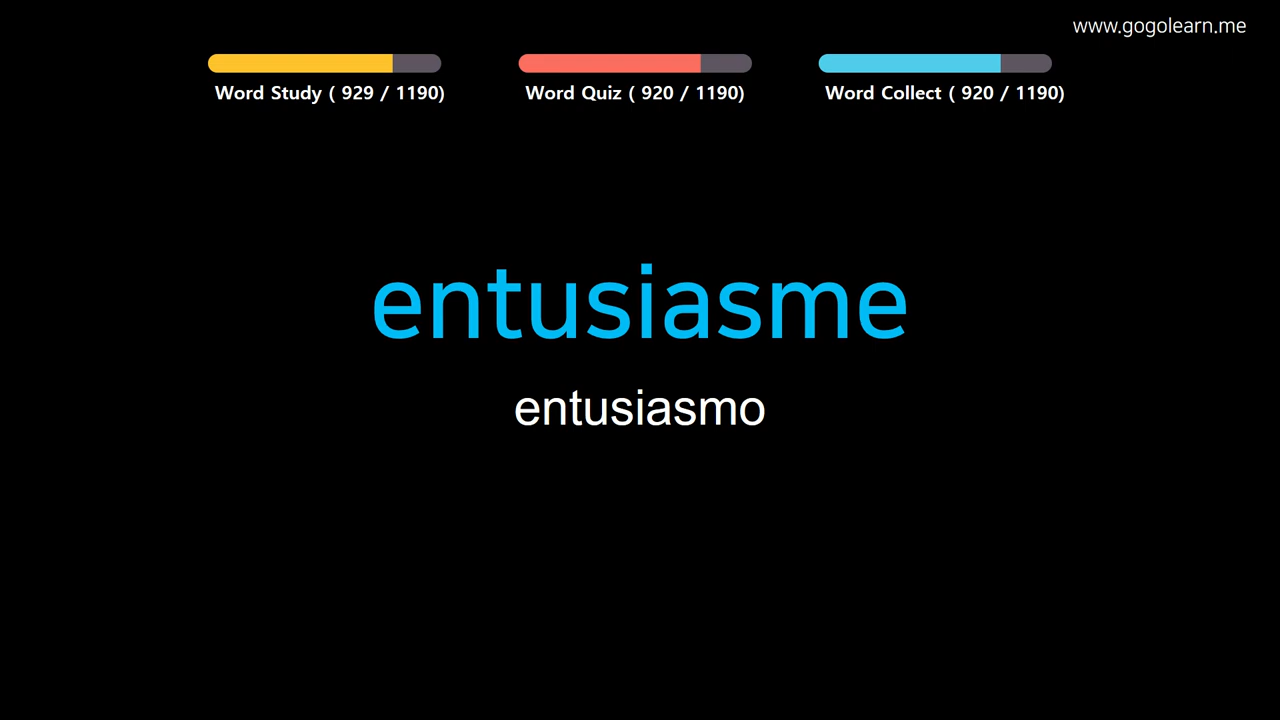 www.gogolearn.me
Word Study ( 929 / 1190)
Word Quiz ( 920 / 1190)
Word Collect ( 920 / 1190)
entusiasme
entusiasmo